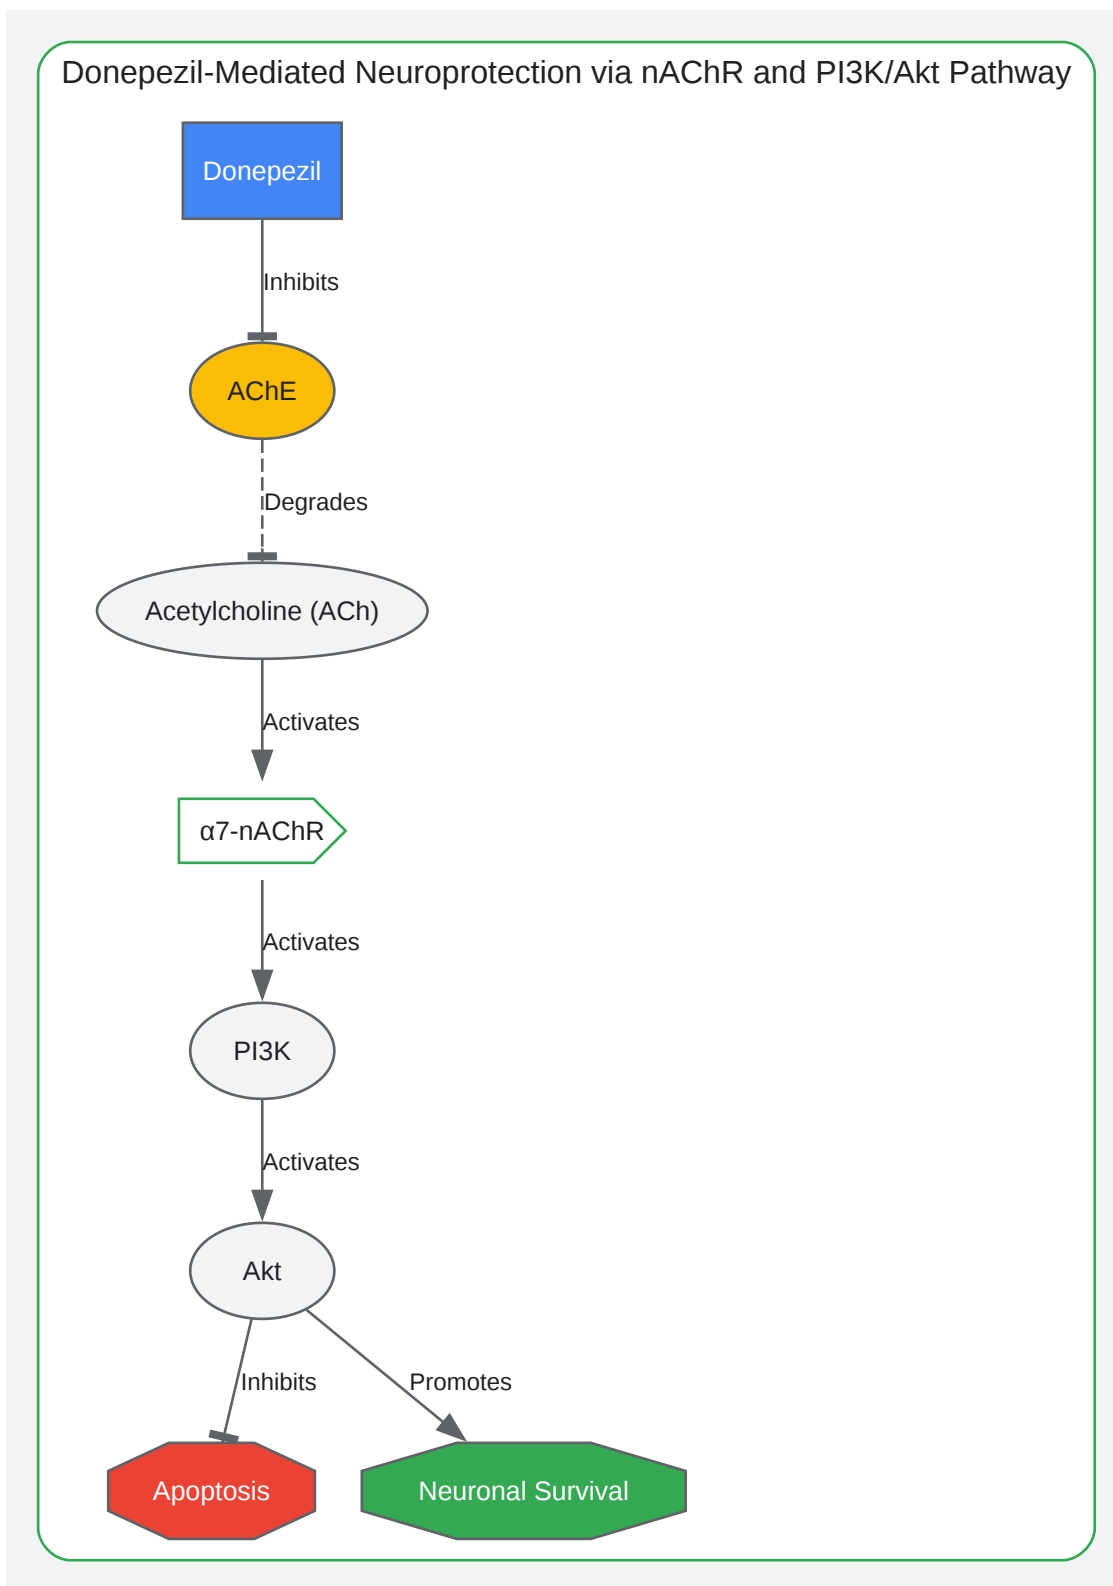 Donepezil-Mediated Neuroprotection via nAChR and PI3K/Akt Pathway
Donepezil
Inhibits
AChE
Degrades
Acetylcholine (ACh)
Activates
α7-nAChR
Activates
PI3K
Activates
Akt
Inhibits
Promotes
Apoptosis
Neuronal Survival